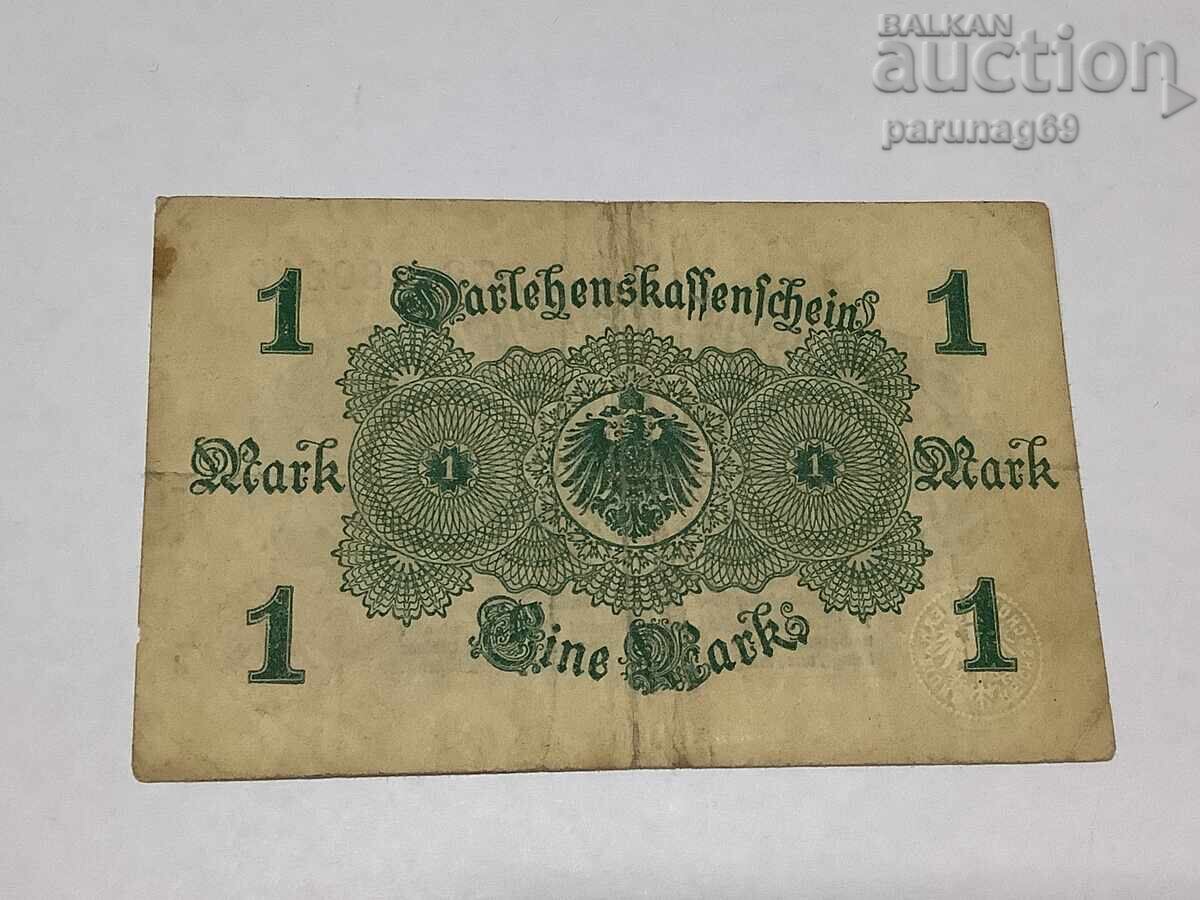 BALKAN
auction
parunag69
1 Darlehenskassenschein 1
Mark 1 1 Mark
1 Eine Mark 1